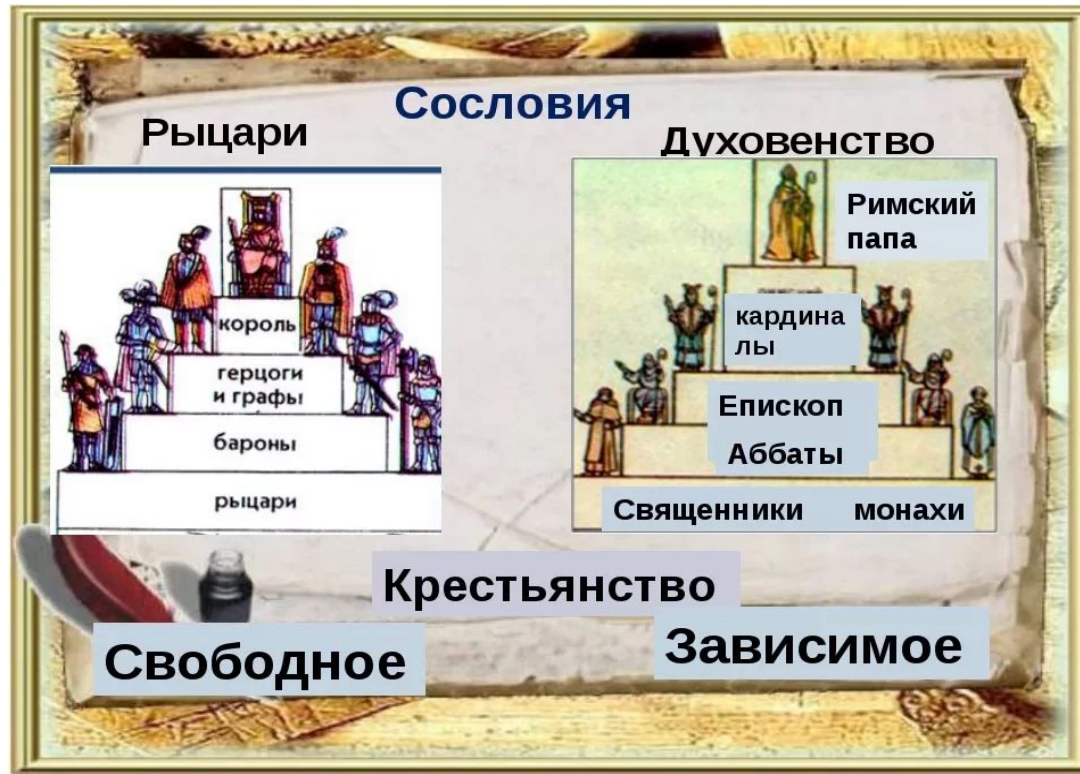 Сословия
Рыцари
Духовенство
король
герцоги
и графы
бароны
рыцари
Римский
папа
кардина
лы
Епископ
Аббаты
Священники монахи
Крестьянство
Свободное
Зависимое